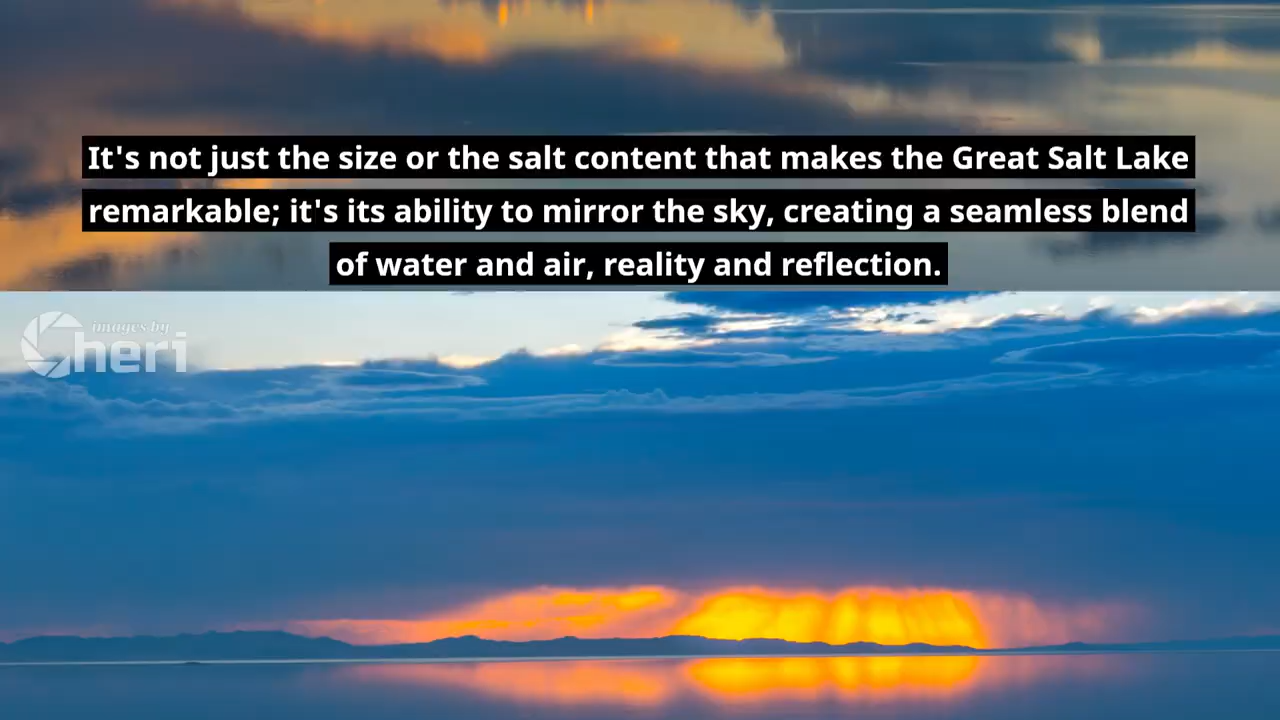 It's not just the size or the salt content that makes the Great Salt Lake
remarkable; it's its ability to mirror the sky, creating a seamless blend
of water and air, reality and reflection.
images by
Cheri